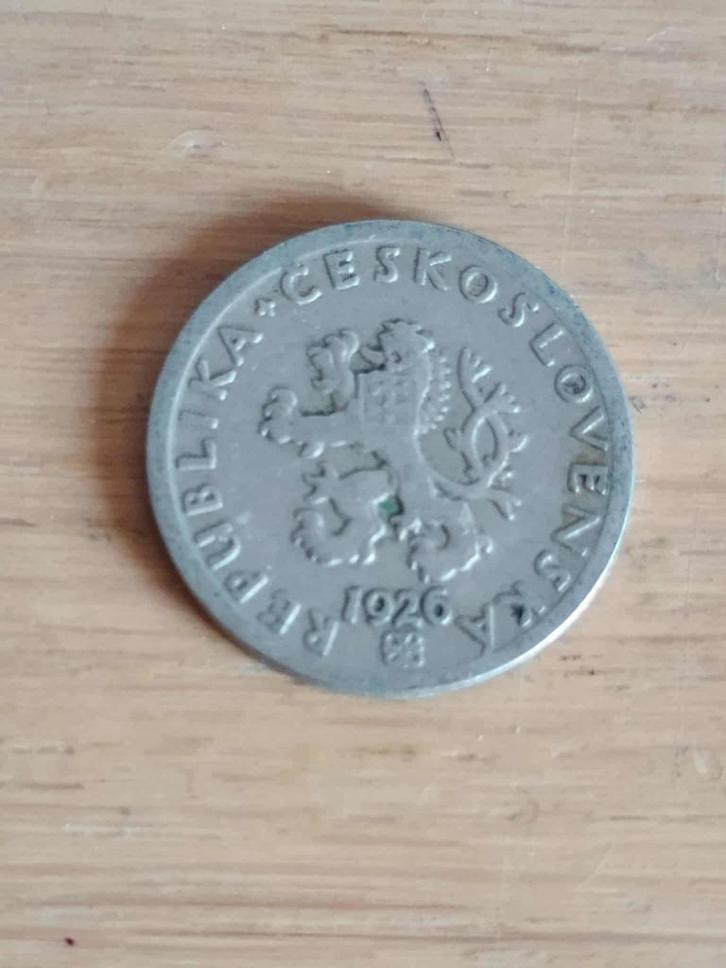 REPUBLIKA • ČESKOSLOVENSKÁ
1926